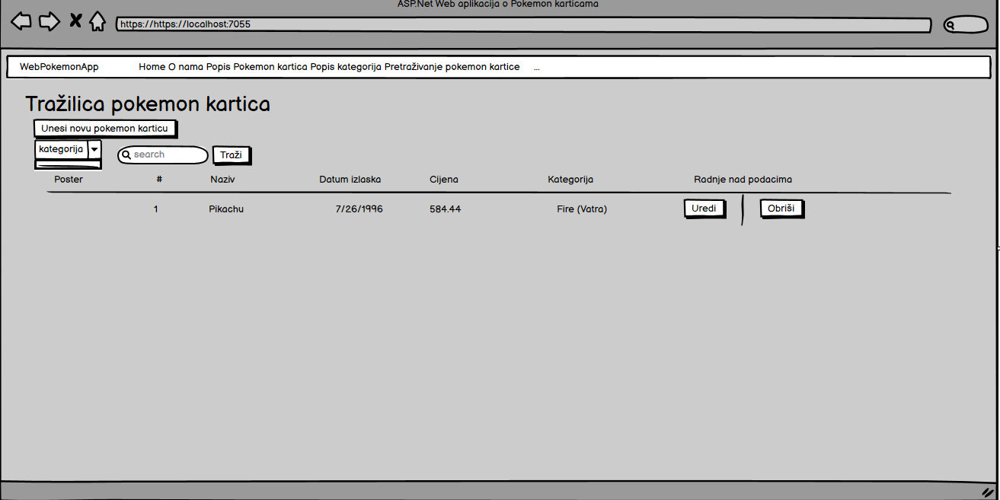 ASP.Net Web aplikacija o Pokemon karticama
https://https://localhost:7055
WebPokemonApp Home O nama Popis Pokemon kartica Popis kategorija Pretraživanje pokemon kartice ...
Tražilica pokemon kartica
Unesi novu pokemon karticu
kategorija search Traži
Poster # Naziv Datum izlaska Cijena Kategorija Radnje nad podacima
1 Pikachu 7/26/1996 584.44 Fire (Vatra) Uredi Obriši